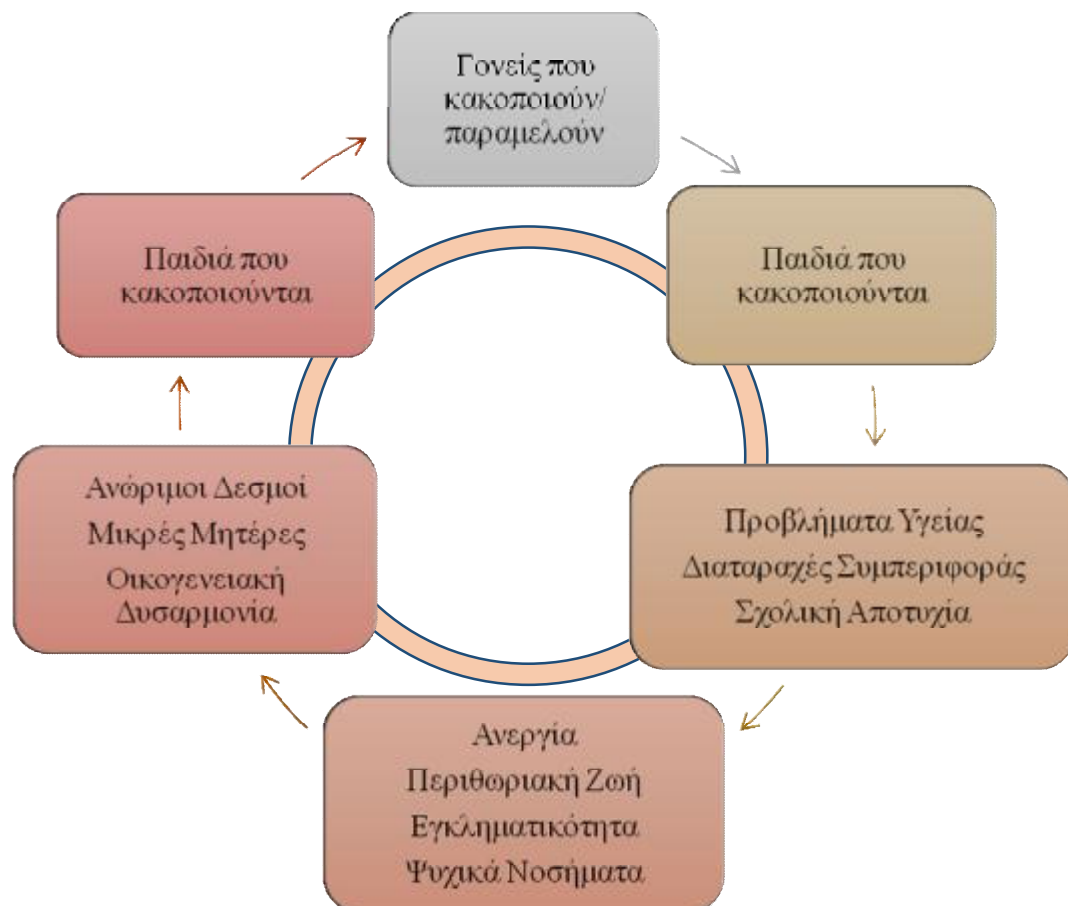 Γονείς που
κακοποιούν/
παραμελούν
Παιδιά που
κακοποιούνται
Προβλήματα Υγείας
Διαταραχές Συμπεριφοράς
Σχολική Αποτυχία
Ανεργία
Περιθωριακή Ζωή
Εγκληματικότητα
Ψυχικά Νοσήματα
Ανώριμοι Δεσμοί
Μικρές Μητέρες
Οικογενειακή
Δυσαρμονία
Παιδιά που
κακοποιούνται